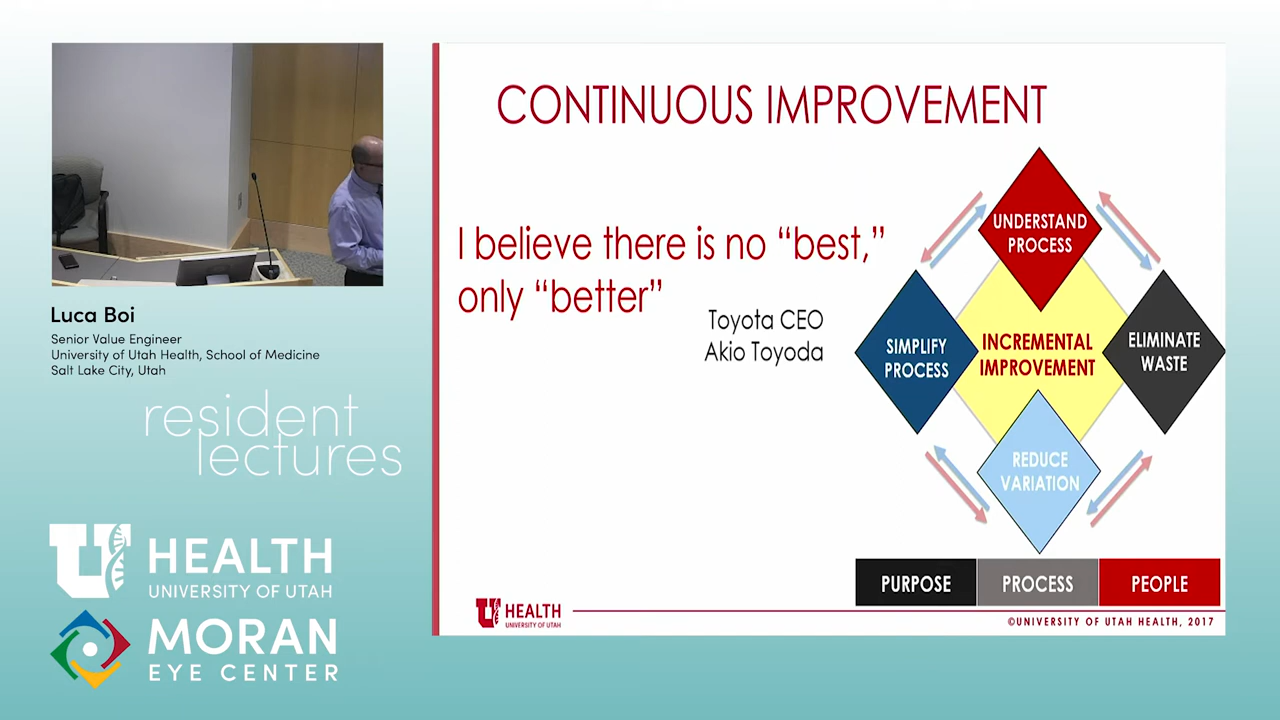 Luca Boi
Senior Value Engineer
University of Utah Health, School of Medicine
Salt Lake City, Utah
resident
lectures
U HEALTH
UNIVERSITY OF UTAH
MORAN
EYE CENTER
CONTINUOUS IMPROVEMENT
I believe there is no “best,”
only “better”
Toyota CEO
Akio Toyoda
UNDERSTAND
PROCESS
SIMPLIFY
PROCESS
INCREMENTAL
IMPROVEMENT
ELIMINATE
WASTE
REDUCE
VARIATION
PURPOSE
PROCESS
PEOPLE
U HEALTH
UNIVERSITY OF UTAH
©UNIVERSITY OF UTAH HEALTH, 2017